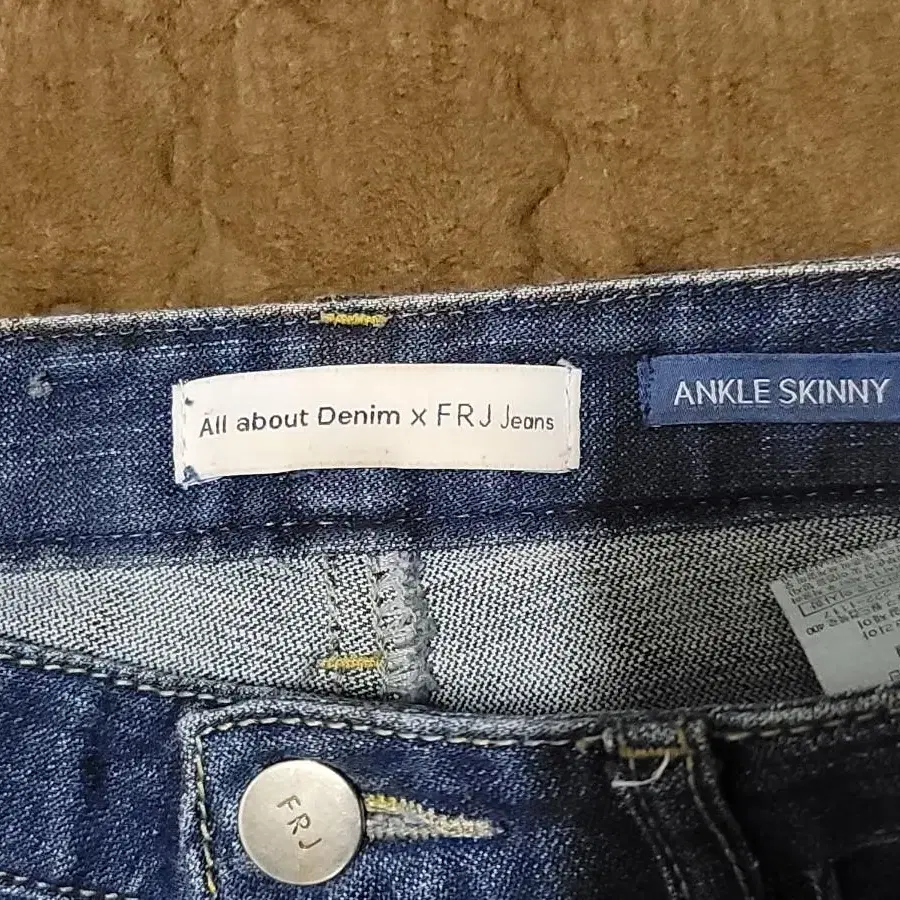 All about Denim x FRJ Jeans
ANKLE SKINNY
FRJ